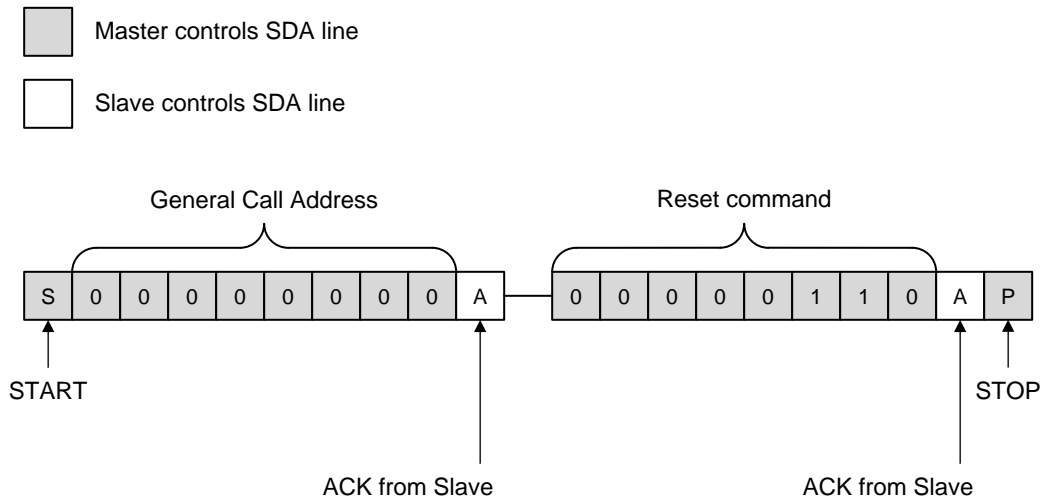 Master controls SDA line
Slave controls SDA line
General Call Address
Reset command
S 0 0 0 0 0 0 0 0 A 0 0 0 0 0 1 1 0 A P
START
STOP
ACK from Slave
ACK from Slave